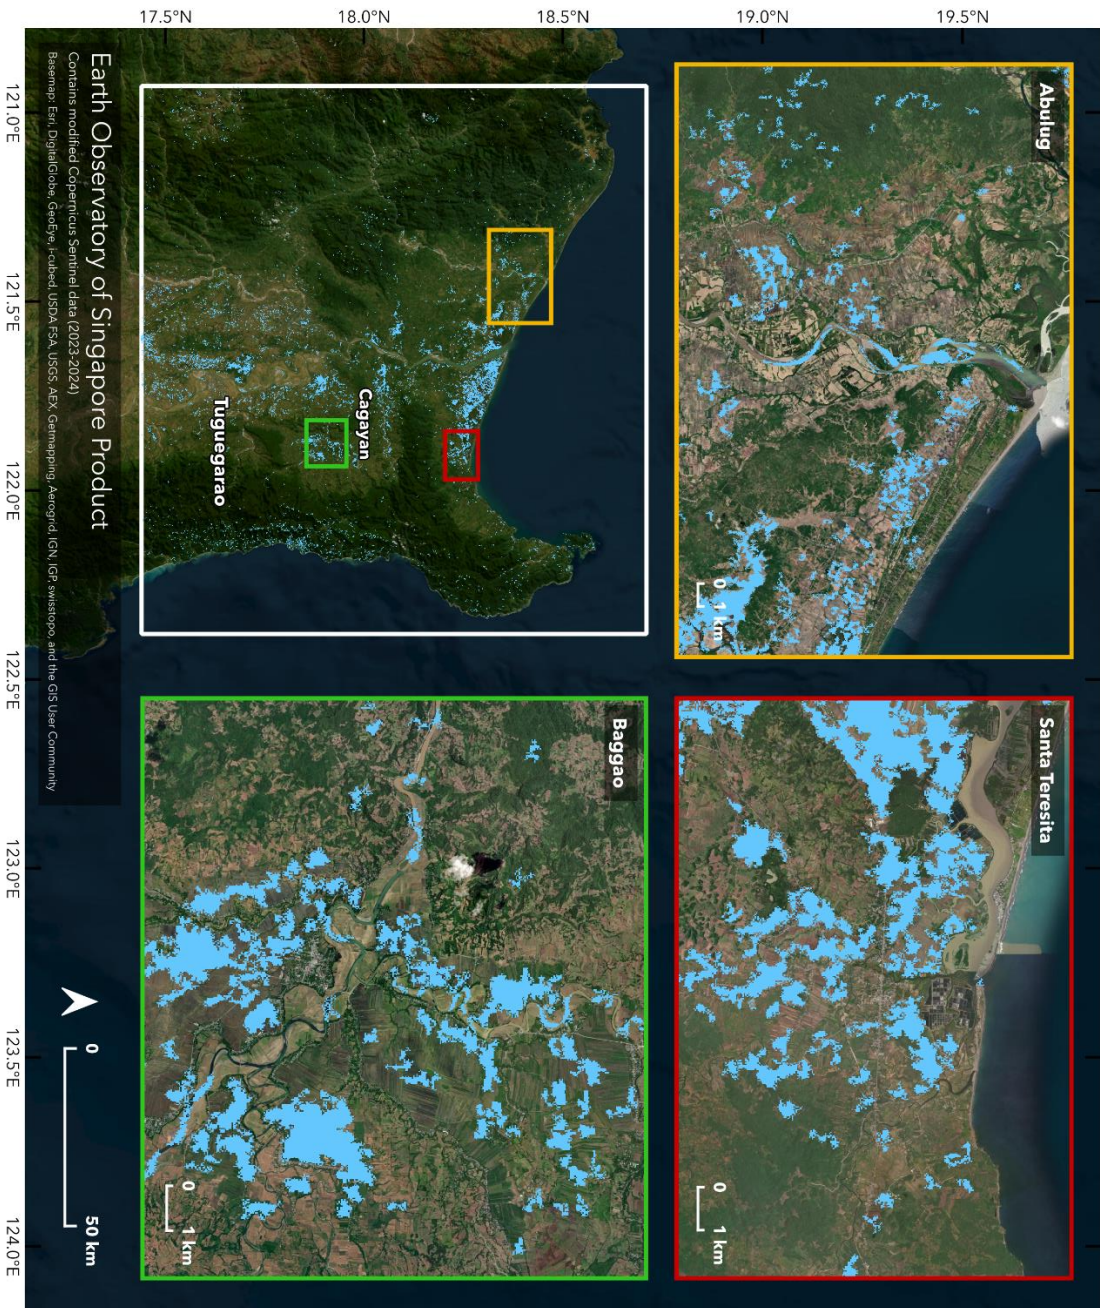 17.5°N
18.0°N
18.5°N
19.0°N
19.5°N
121.0°E
121.5°E
122.0°E
122.5°E
123.0°E
123.5°E
124.0°E
Abulug
0 1 km
Santa Teresita
0 1 km
Cagayan
Tuguegarao
Baggao
0 1 km
0 50 km
Earth Observatory of Singapore Product
Contains modified Copernicus Sentinel data (2023-2024)
Basemap: Esri, DigitalGlobe, GeoEye, i-cubed, USDA FSA, USGS, AEX, Getmapping, Aerogrid, IGN, IGP, swisstopo, and the GIS User Community